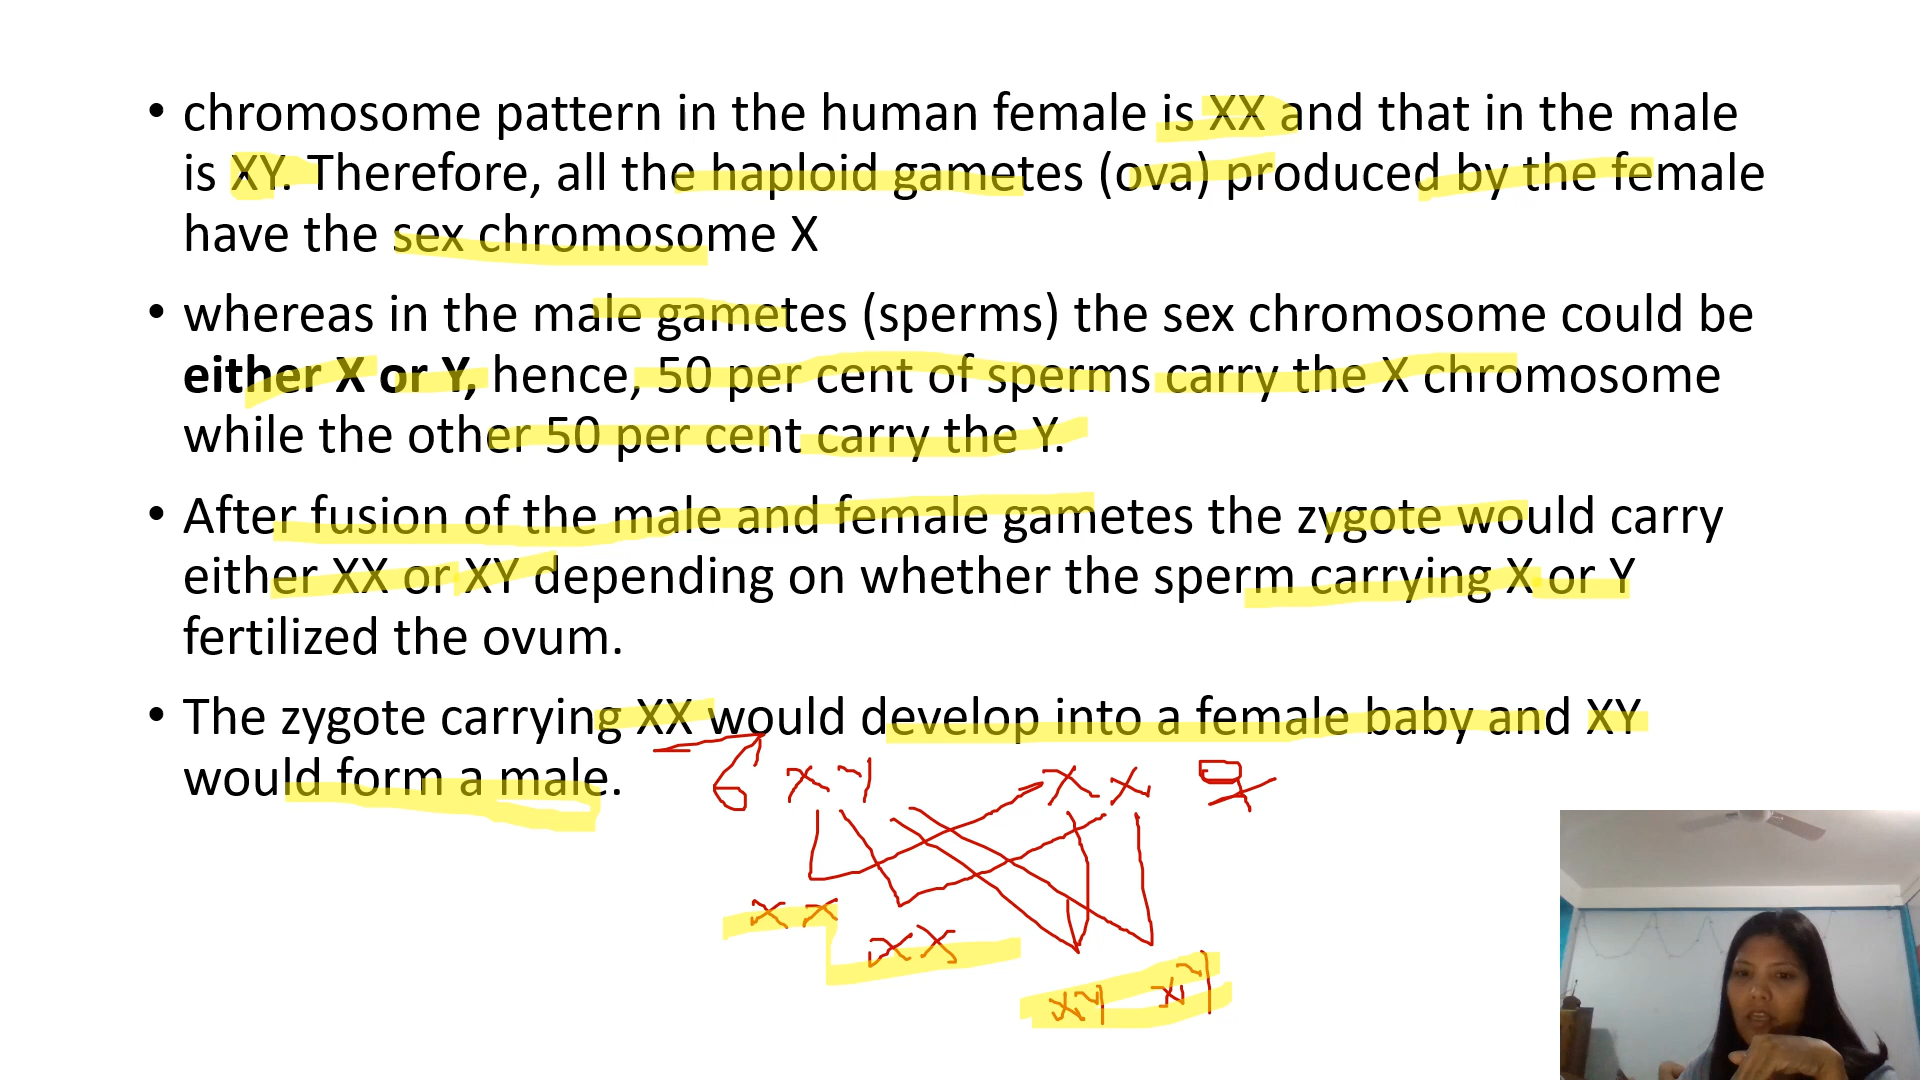 • chromosome pattern in the human female is XX and that in the male
is XY. Therefore, all the haploid gametes (ova) produced by the female
have the sex chromosome X
• whereas in the male gametes (sperms) the sex chromosome could be
either X or Y, hence, 50 per cent of sperms carry the X chromosome
while the other 50 per cent carry the Y.
• After fusion of the male and female gametes the zygote would carry
either XX or XY depending on whether the sperm carrying X or Y
fertilized the ovum.
• The zygote carrying XX would develop into a female baby and XY
would form a male.
♂ XY XX ♀
XX
XX
XY XY